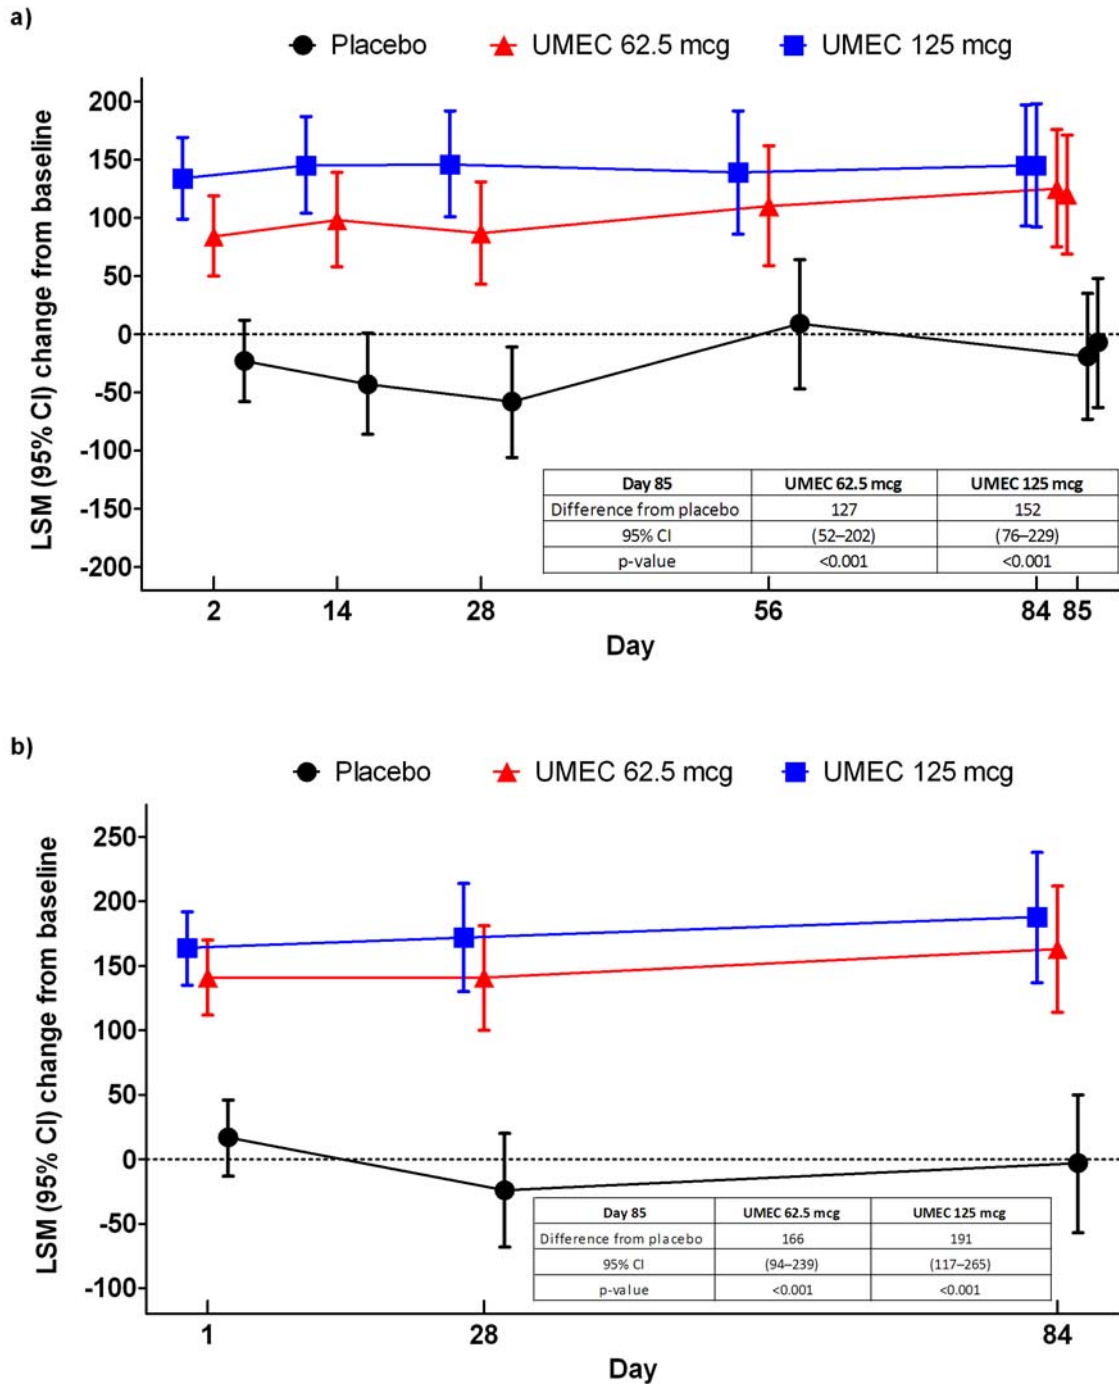 a)
Placebo UMEC 62.5 mcg UMEC 125 mcg
LSM (95% CI) change from baseline
200
150
100
50
0
-50
-100
-150
-200
Day 85 UMEC 62.5 mcg UMEC 125 mcg
Difference from placebo 127 152
95% CI (52–202) (76–229)
p-value <0.001 <0.001
2 14 28 56 84 85
Day
b)
Placebo UMEC 62.5 mcg UMEC 125 mcg
LSM (95% CI) change from baseline
250
200
150
100
50
0
-50
-100
Day 85 UMEC 62.5 mcg UMEC 125 mcg
Difference from placebo 166 191
95% CI (94–239) (117–265)
p-value <0.001 <0.001
1 28 84
Day